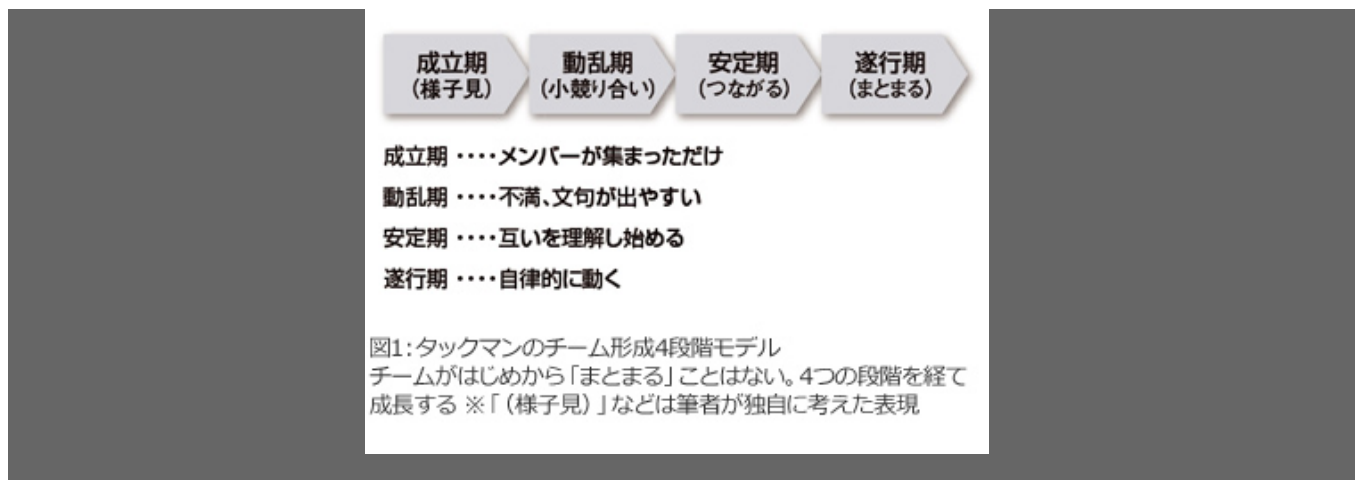 成立期
(様子見)
動乱期
(小競り合い)
安定期
(つながる)
遂行期
(まとまる)
成立期 ････メンバーが集まっただけ
動乱期 ････不満、文句が出やすい
安定期 ････互いを理解し始める
遂行期 ････自律的に動く
図1:タックマンのチーム形成4段階モデル
チームがはじめから「まとまる」ことはない。4つの段階を経て
成長する ※「(様子見)」などは筆者が独自に考えた表現